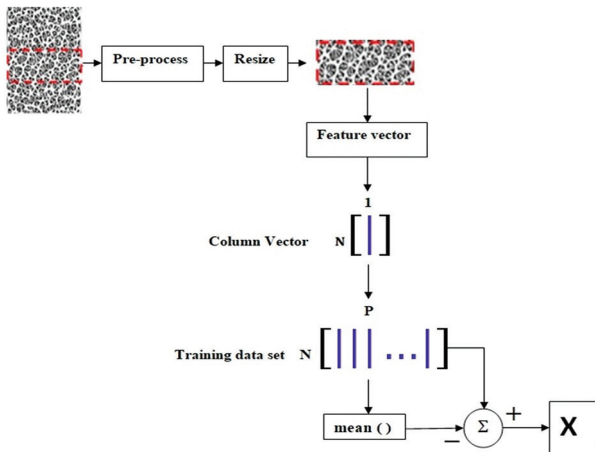 Pre-process
Resize
Feature vector
1
Column Vector N
P
Training data set N
...
mean ( )
Σ
+
−
X